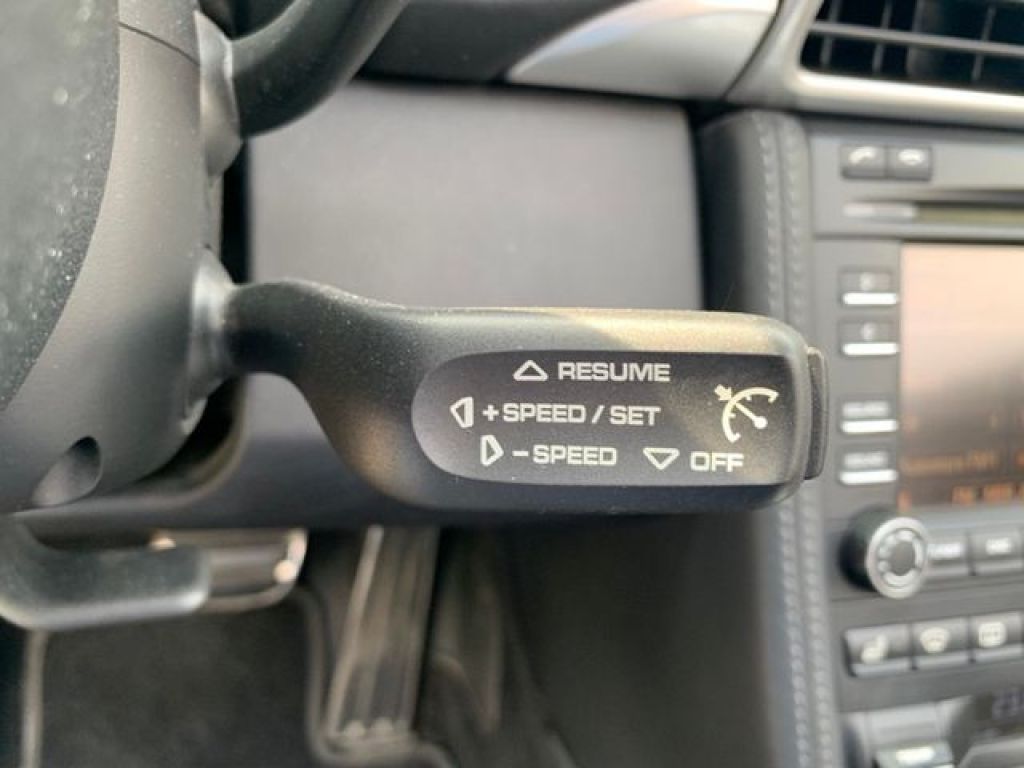 RESUME
+SPEED / SET
-SPEED OFF